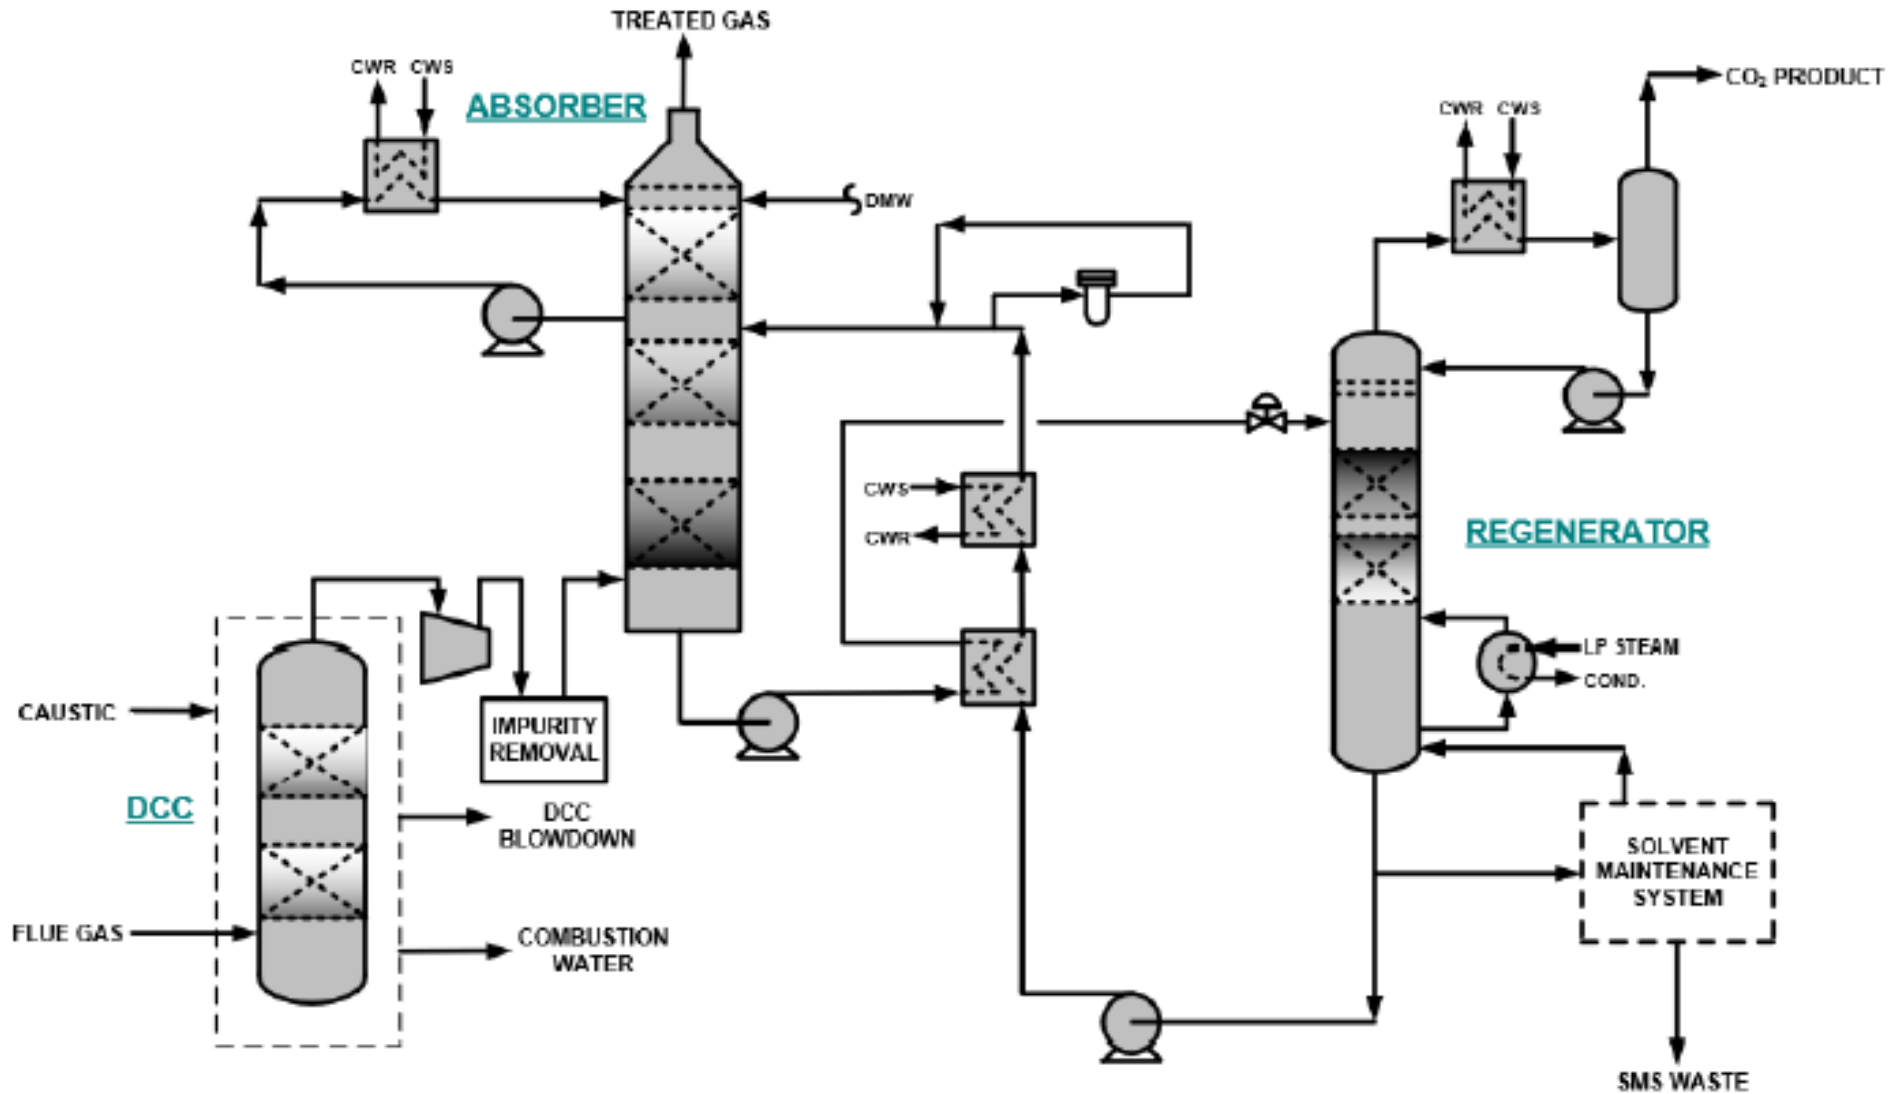 TREATED GAS
CWR CWS
ABSORBER
CO₂ PRODUCT
CWR CWS
DMW
CWS
CWR
REGENERATOR
LP STEAM
COND.
CAUSTIC
IMPURITY
REMOVAL
DCC
DCC
BLOWDOWN
SOLVENT
MAINTENANCE
SYSTEM
FLUE GAS
COMBUSTION
WATER
SMS WASTE